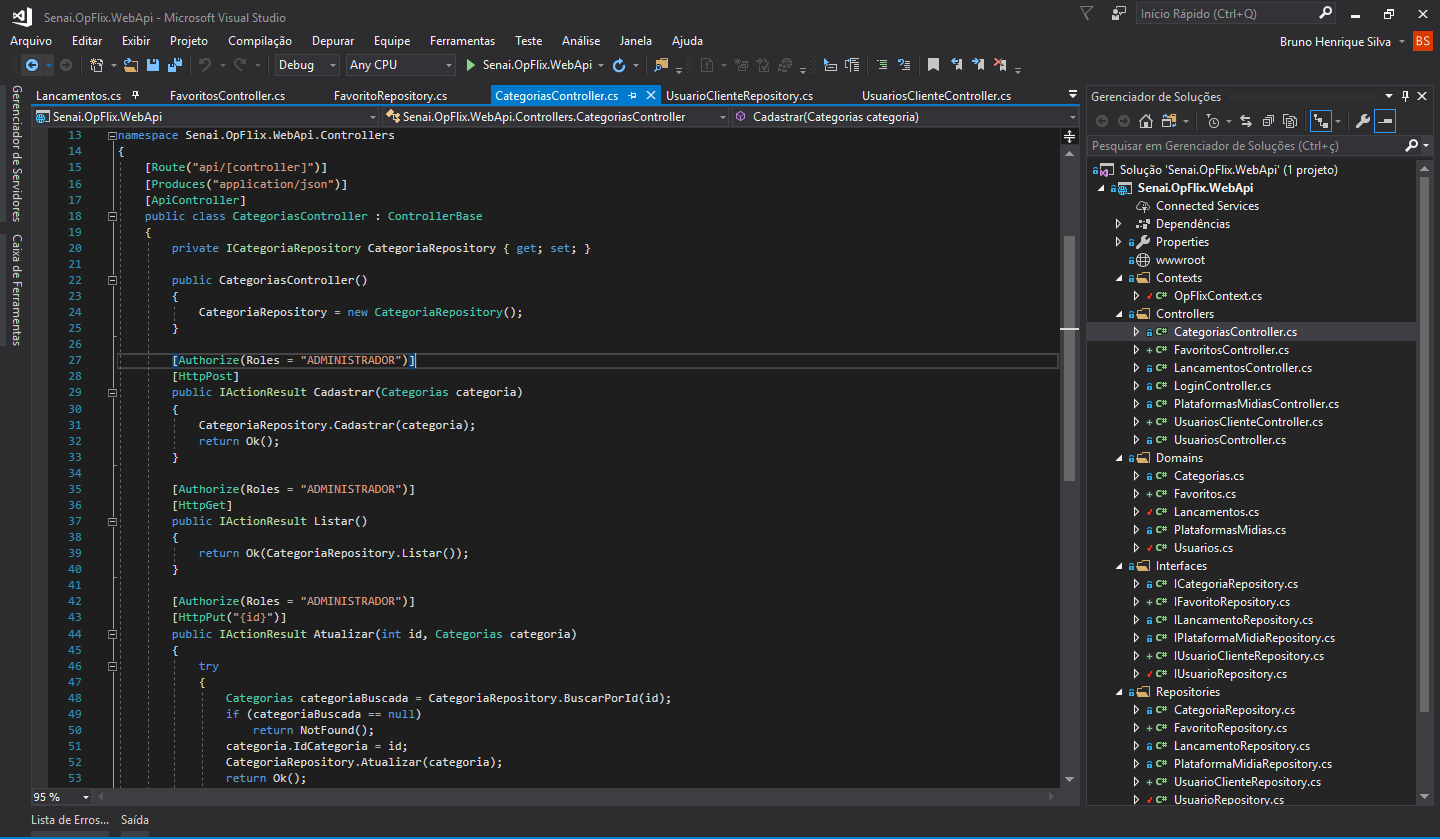 Senai.OpFlix.WebApi - Microsoft Visual Studio
Início Rápido (Ctrl+Q)
Arquivo Editar Exibir Projeto Compilação Depurar Equipe Ferramentas Teste Análise Janela Ajuda
Bruno Henrique Silva BS
Debug Any CPU Senai.OpFlix.WebApi
Gerenciador de Servidores
Caixa de Ferramentas
Lancamentos.cs FavoritosController.cs FavoritoRepository.cs CategoriasController.cs UsuarioClienteRepository.cs UsuariosClienteController.cs
Senai.OpFlix.WebApi Senai.OpFlix.WebApi.Controllers.CategoriasController Cadastrar(Categorias categoria)
13 namespace Senai.OpFlix.WebApi.Controllers
14 {
15 [Route("api/[controller]")]
16 [Produces("application/json")]
17 [ApiController]
18 public class CategoriasController : ControllerBase
19 {
20 private ICategoriaRepository CategoriaRepository { get; set; }
21
22 public CategoriasController()
23 {
24 CategoriaRepository = new CategoriaRepository();
25 }
26
27 [Authorize(Roles = "ADMINISTRADOR")]
28 [HttpPost]
29 public IActionResult Cadastrar(Categorias categoria)
30 {
31 CategoriaRepository.Cadastrar(categoria);
32 return Ok();
33 }
34
35 [Authorize(Roles = "ADMINISTRADOR")]
36 [HttpGet]
37 public IActionResult Listar()
38 {
39 return Ok(CategoriaRepository.Listar());
40 }
41
42 [Authorize(Roles = "ADMINISTRADOR")]
43 [HttpPut("{id}")]
44 public IActionResult Atualizar(int id, Categorias categoria)
45 {
46 try
47 {
48 Categorias categoriaBuscada = CategoriaRepository.BuscarPorId(id);
49 if (categoriaBuscada == null)
50 return NotFound();
51 categoria.IdCategoria = id;
52 CategoriaRepository.Atualizar(categoria);
53 return Ok();
95 %
Lista de Erros... Saída
Gerenciador de Soluções
Pesquisar em Gerenciador de Soluções (Ctrl+ç)
Solução 'Senai.OpFlix.WebApi' (1 projeto)
Senai.OpFlix.WebApi
Connected Services
Dependências
Properties
wwwroot
Contexts
C# OpFlixContext.cs
Controllers
C# CategoriasController.cs
C# FavoritosController.cs
C# LancamentosController.cs
C# LoginController.cs
C# PlataformasMidiasController.cs
C# UsuariosClienteController.cs
C# UsuariosController.cs
Domains
C# Categorias.cs
C# Favoritos.cs
C# Lancamentos.cs
C# PlataformasMidias.cs
C# Usuarios.cs
Interfaces
C# ICategoriaRepository.cs
C# IFavoritoRepository.cs
C# ILancamentoRepository.cs
C# IPlataformaMidiaRepository.cs
C# IUsuarioClienteRepository.cs
C# IUsuarioRepository.cs
Repositories
C# CategoriaRepository.cs
C# FavoritoRepository.cs
C# LancamentoRepository.cs
C# PlataformaMidiaRepository.cs
C# UsuarioClienteRepository.cs
C# UsuarioRepository.cs